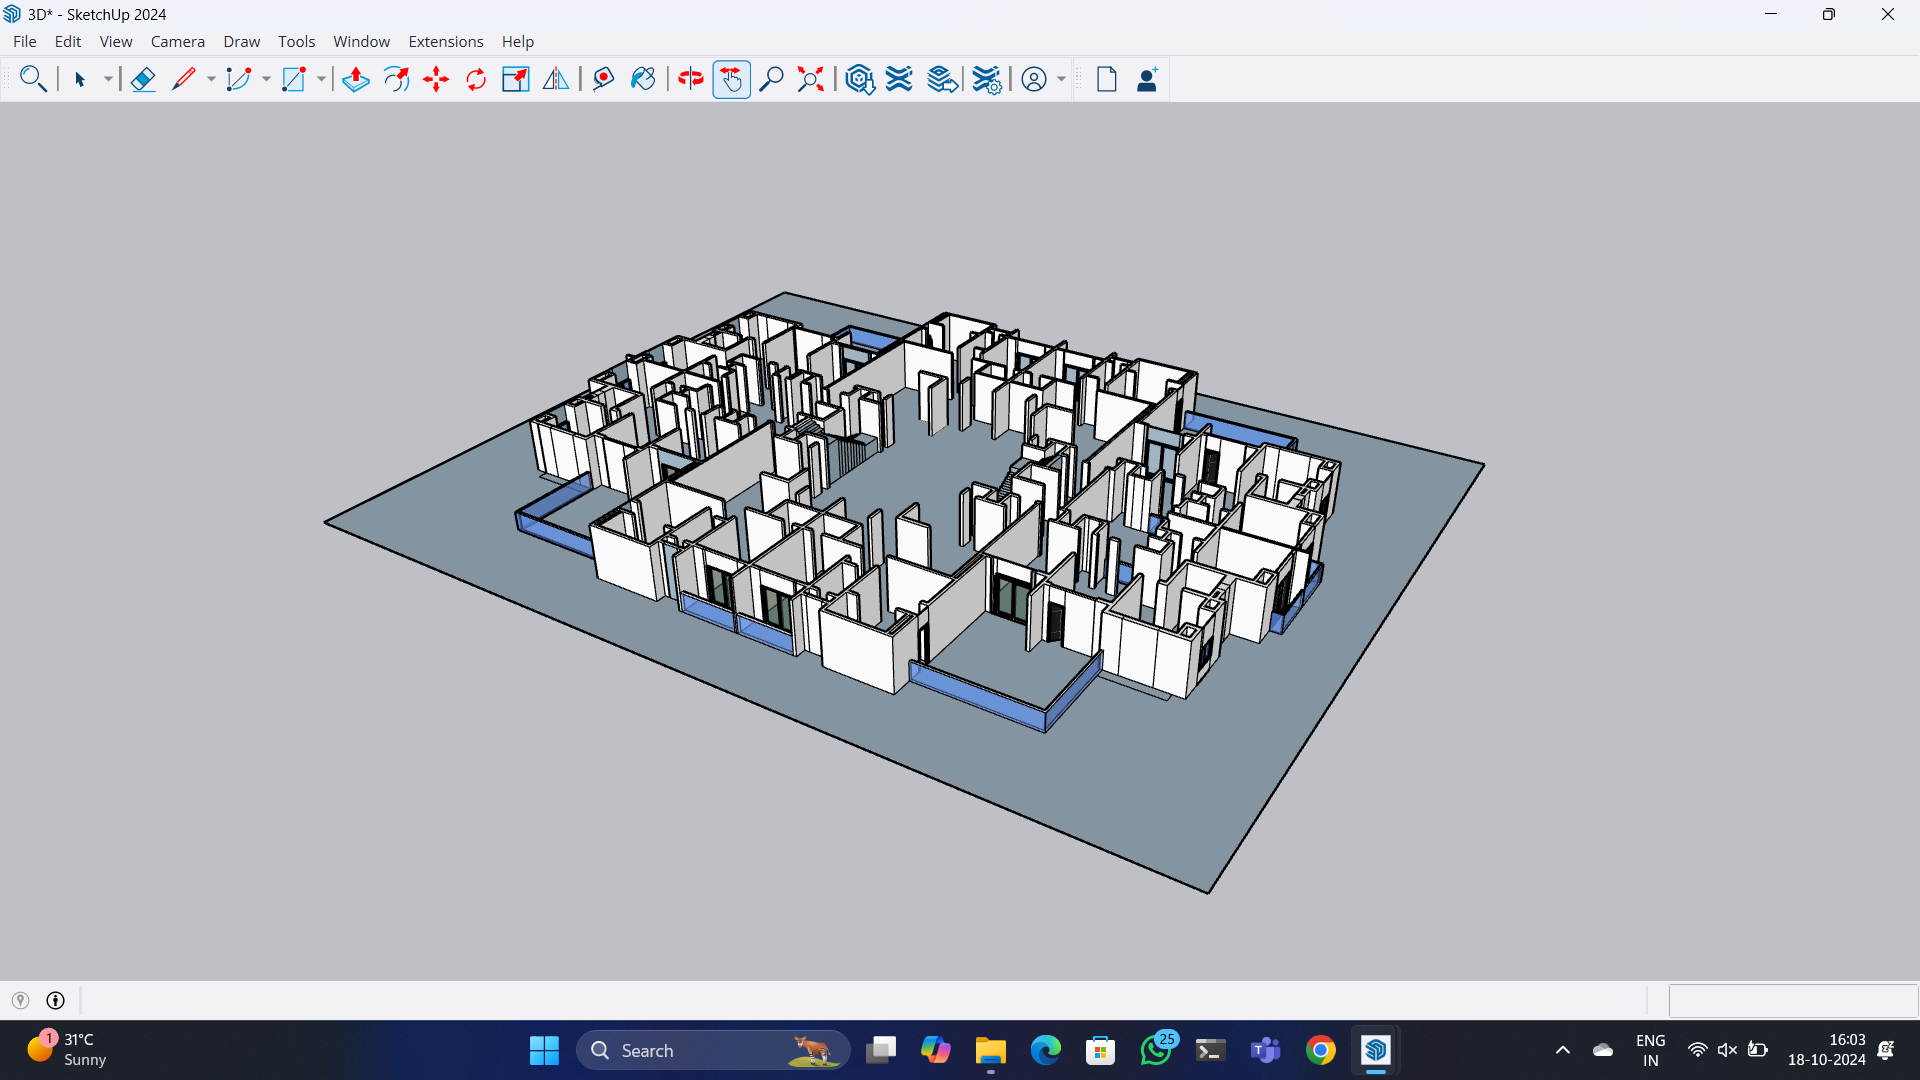 3D* - SketchUp 2024
File Edit View Camera Draw Tools Window Extensions Help
1
31°C
Sunny
Search
25
T
ENG
IN
16:03
18-10-2024